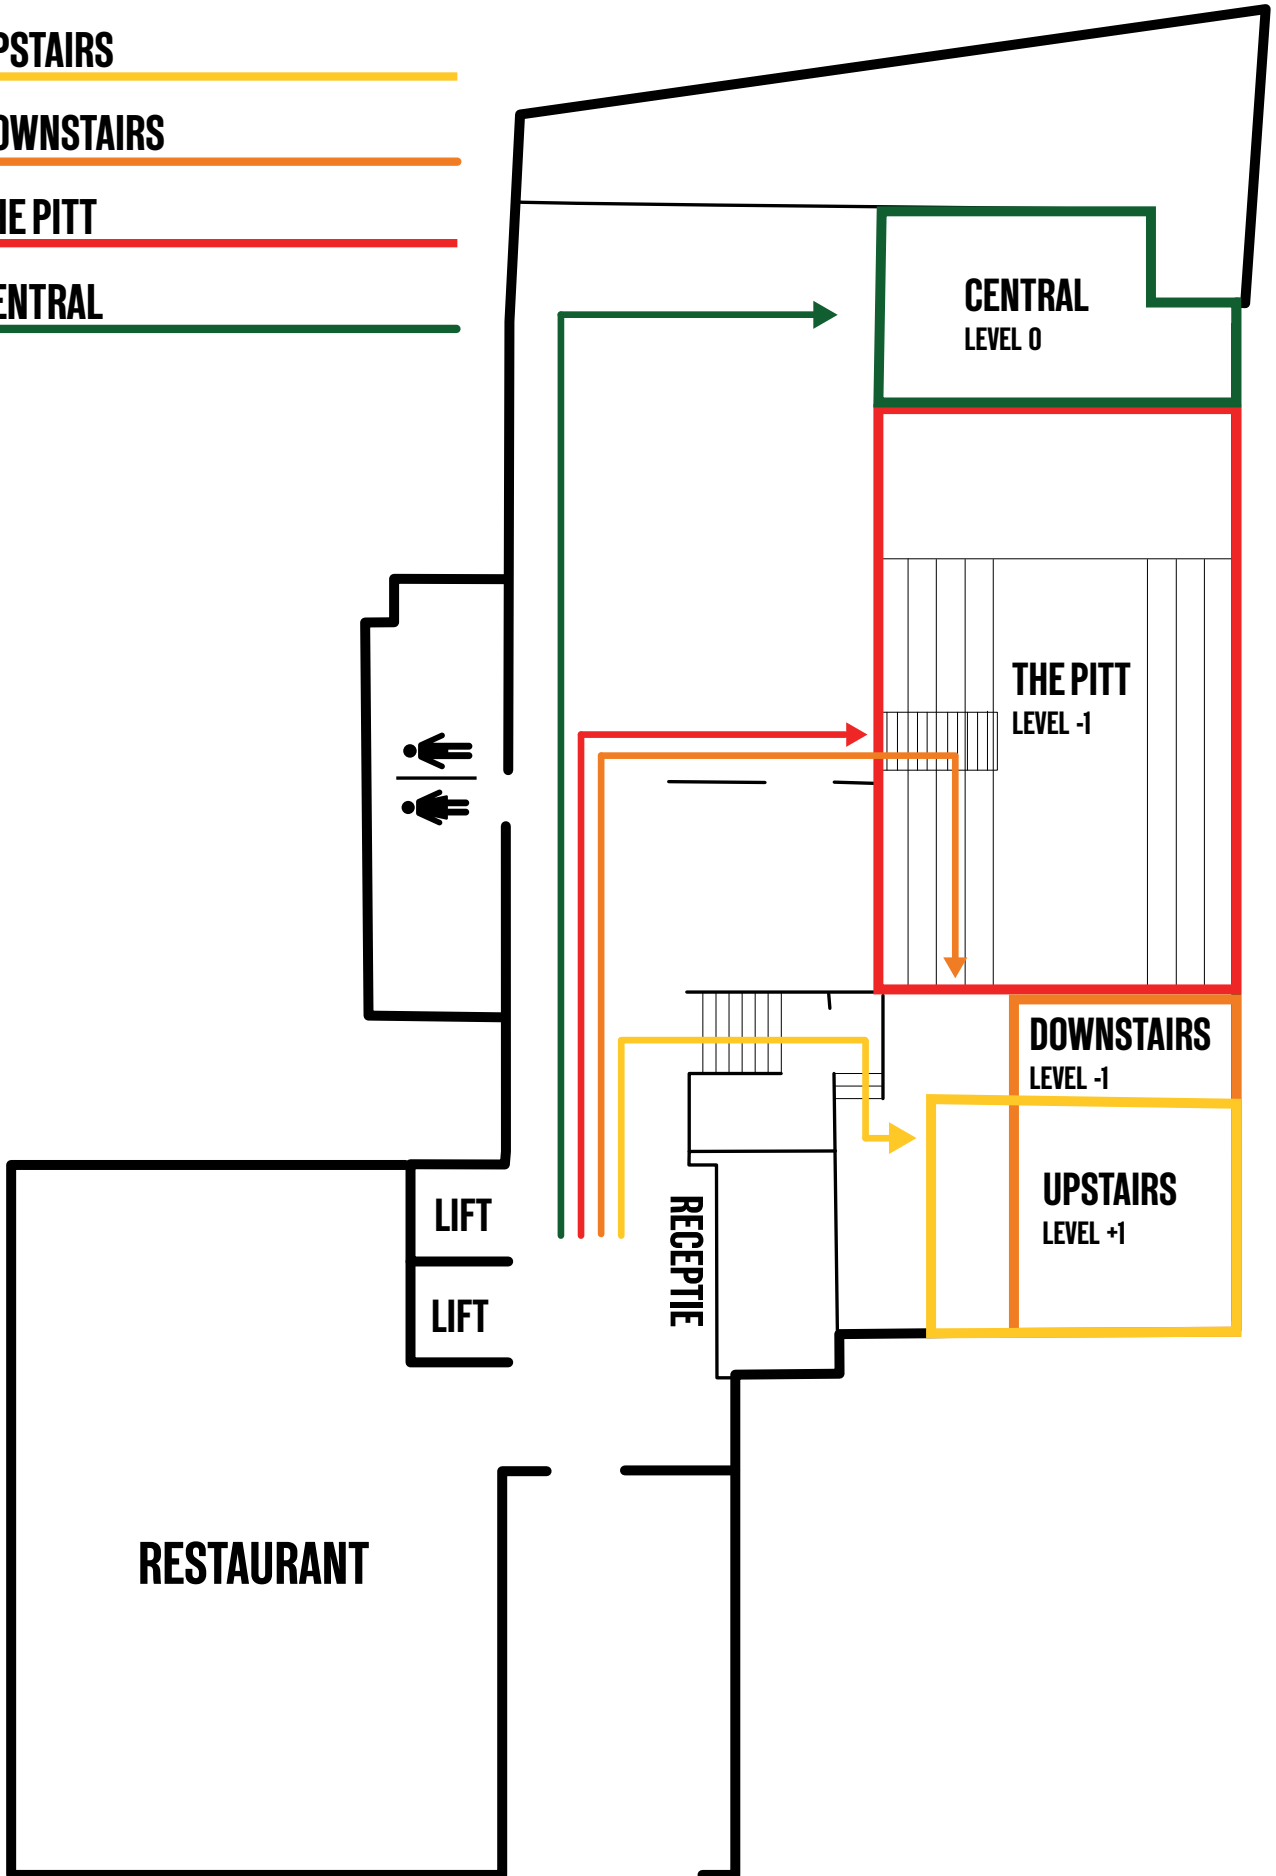 PSTAIRS
OWNSTAIRS
HE PITT
ENTRAL
CENTRAL
LEVEL 0
THE PITT
LEVEL -1
DOWNSTAIRS
LEVEL -1
UPSTAIRS
LEVEL +1
LIFT
LIFT
RECEPTIE
RESTAURANT